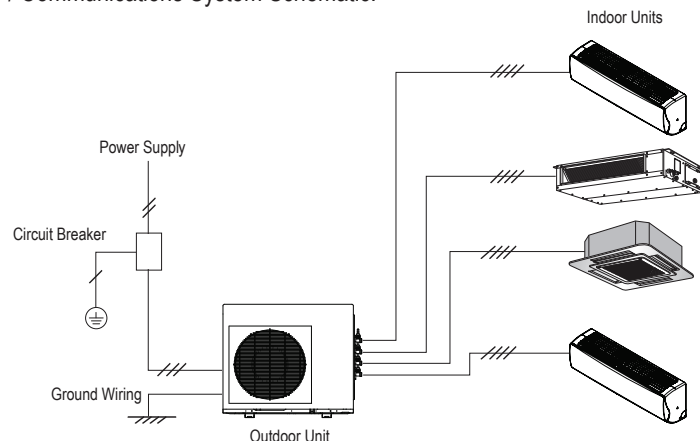 Communications System Schematic.
Indoor Units
Power Supply
Circuit Breaker
Ground Wiring
Outdoor Unit